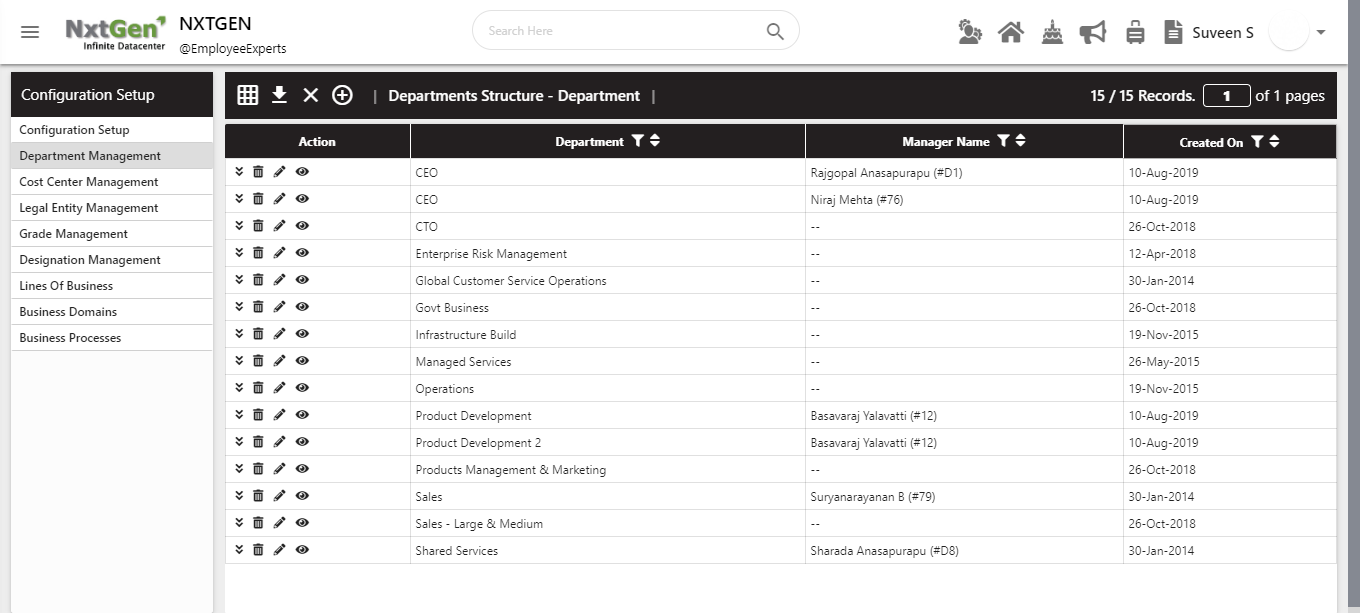 NxtGen
Infinite Datacenter
NXTGEN
@EmployeeExperts
Search Here
Suveen S
Configuration Setup
Configuration Setup
Department Management
Cost Center Management
Legal Entity Management
Grade Management
Designation Management
Lines Of Business
Business Domains
Business Processes
| Departments Structure - Department | 15 / 15 Records. 1 of 1 pages
Action Department Manager Name Created On
CEO Rajgopal Anasapurapu (#D1) 10-Aug-2019
CEO Niraj Mehta (#76) 10-Aug-2019
CTO -- 26-Oct-2018
Enterprise Risk Management -- 12-Apr-2018
Global Customer Service Operations -- 30-Jan-2014
Govt Business -- 26-Oct-2018
Infrastructure Build -- 19-Nov-2015
Managed Services -- 26-May-2015
Operations -- 19-Nov-2015
Product Development Basavaraj Yalavatti (#12) 10-Aug-2019
Product Development 2 Basavaraj Yalavatti (#12) 10-Aug-2019
Products Management & Marketing -- 26-Oct-2018
Sales Suryanarayanan B (#79) 30-Jan-2014
Sales - Large & Medium -- 26-Oct-2018
Shared Services Sharada Anasapurapu (#D8) 30-Jan-2014